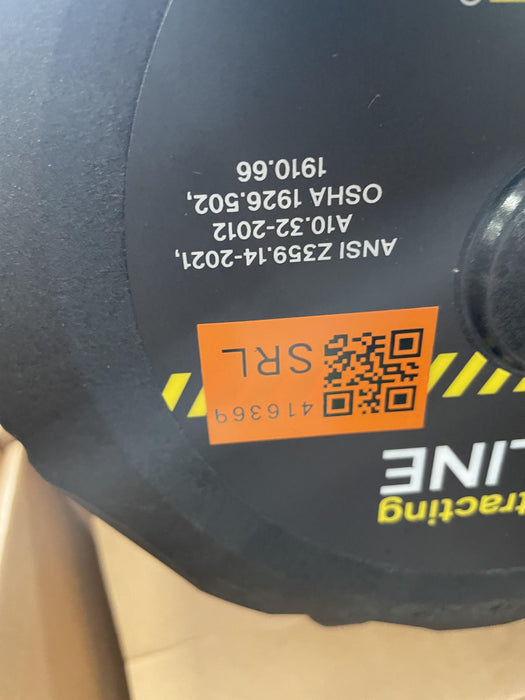 tracting
LINE
416369
SRL
ANSI Z359.14-2021,
A10.32-2012
OSHA 1926.502,
1910.66